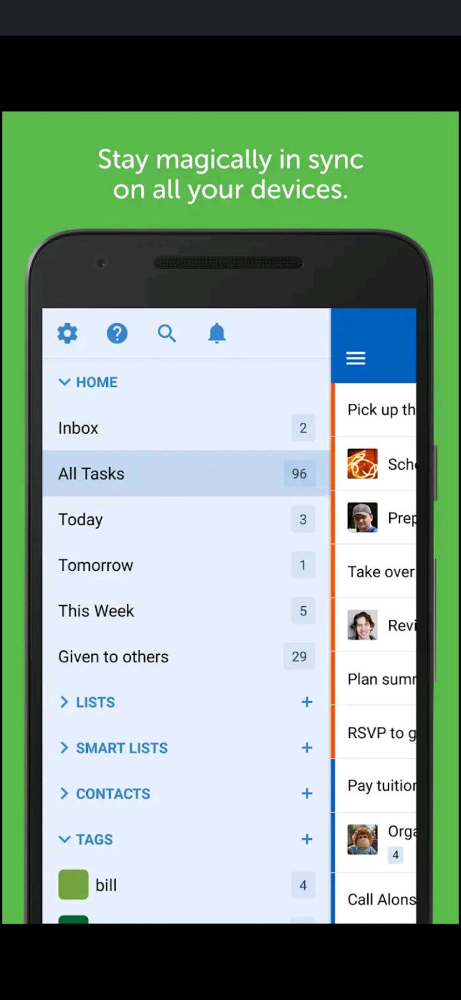 Stay magically in sync
on all your devices.
HOME
Inbox 2
All Tasks 96
Today 3
Tomorrow 1
This Week 5
Given to others 29
LISTS +
SMART LISTS +
CONTACTS +
TAGS +
bill 4
Pick up th
Sch
Prep
Take over
Revi
Plan sum
RSVP to g
Pay tuition
Orga
4
Call Alons